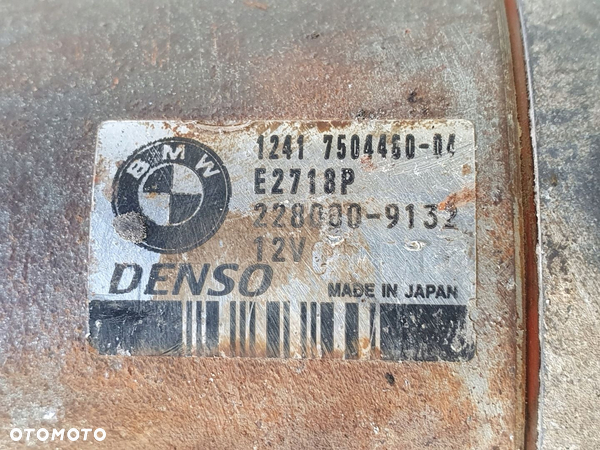 BMW
1241 7504460-04
E2718P
228000-9132
12V
DENSO
MADE IN JAPAN
OTOMOTO